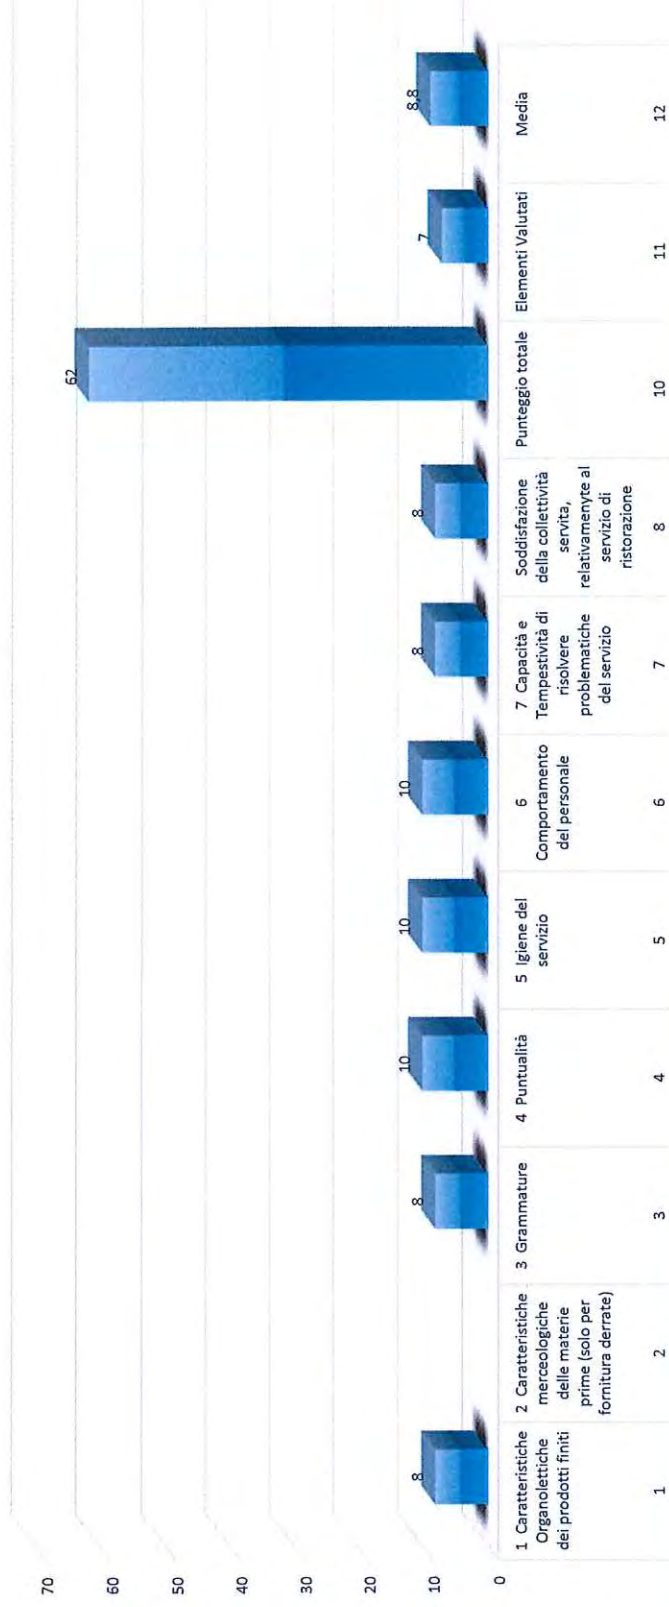 70
60
50
40
30
20
10
0
8
8
10
10
10
8
8
62
7
8,8
1 Caratteristiche
Organolettiche
dei prodotti finiti
2 Caratteristiche
merceologiche
delle materie
prime (solo per
fornitura derrate)
3 Grammature
4 Puntualità
5 Igiene del
servizio
6
Comportamento
del personale
7 Capacità e
Tempestività di
risolvere
problematiche
del servizio
Soddisfazione
della collettività
servita,
relativamenyte al
servizio di
ristorazione
Punteggio totale
Elementi Valutati
Media
1
2
3
4
5
6
7
8
10
11
12